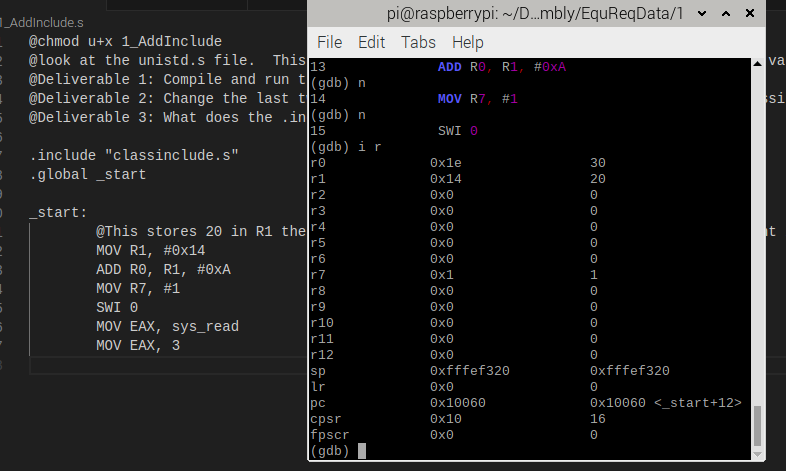 1_AddInclude.s
@chmod u+x 1_AddInclude
@look at the unistd.s file. This
@Deliverable 1: Compile and run t
@Deliverable 2: Change the last tw
@Deliverable 3: What does the .in
.include "classinclude.s"
.global _start
_start:
@This stores 20 in R1 the
MOV R1, #0x14
ADD R0, R1, #0xA
MOV R7, #1
SWI 0
MOV EAX, sys_read
MOV EAX, 3
pi@raspberrypi: ~/D...mbly/EquReqData/1
File Edit Tabs Help
13 ADD R0, R1, #0xA
(gdb) n
14 MOV R7, #1
(gdb) n
15 SWI 0
(gdb) i r
r0 0x1e 30
r1 0x14 20
r2 0x0 0
r3 0x0 0
r4 0x0 0
r5 0x0 0
r6 0x0 0
r7 0x1 1
r8 0x0 0
r9 0x0 0
r10 0x0 0
r11 0x0 0
r12 0x0 0
sp 0xfffef320 0xfffef320
lr 0x0 0
pc 0x10060 0x10060 <_start+12>
cpsr 0x10 16
fpscr 0x0 0
(gdb)